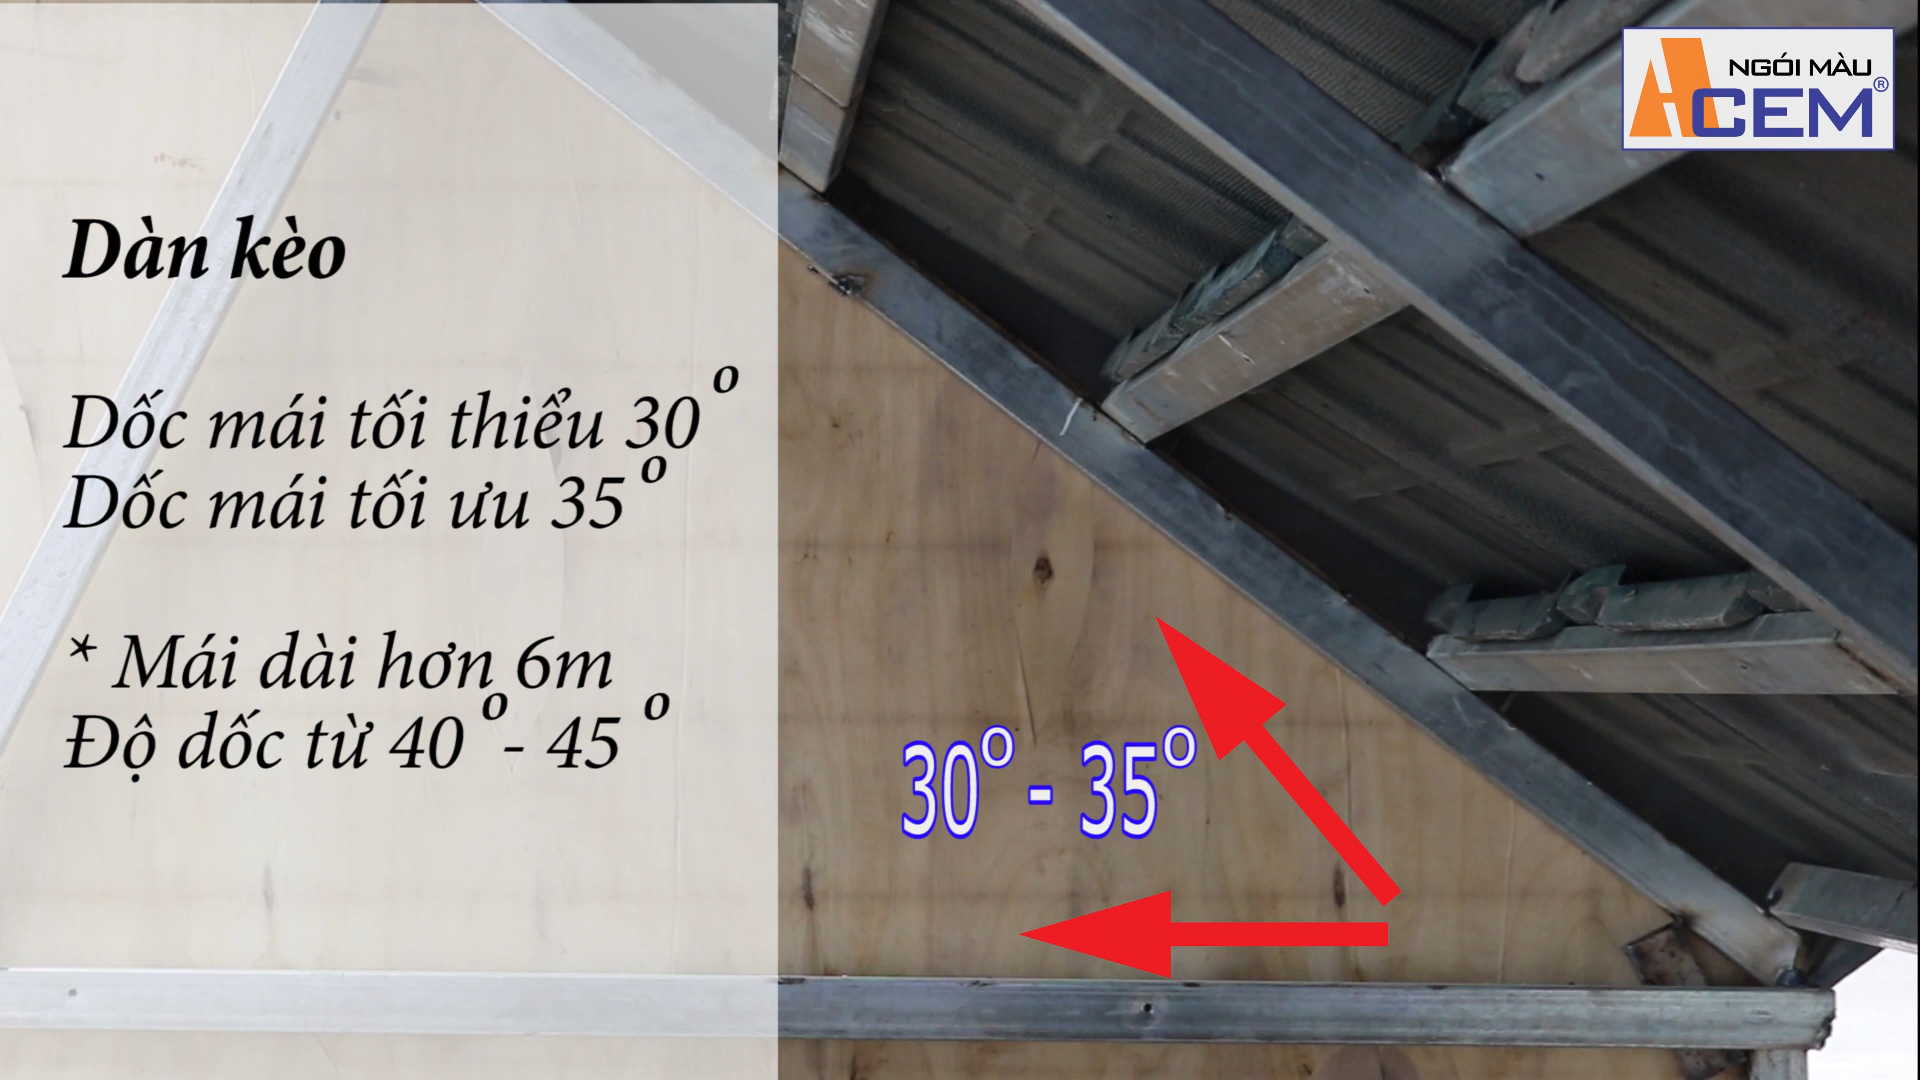 Dàn kèo
Dốc mái tối thiểu 30°
Dốc mái tối ưu 35°
* Mái dài hơn 6m
Độ dốc từ 40° - 45°
30° - 35°
NGÓI MÀU
ACEM®